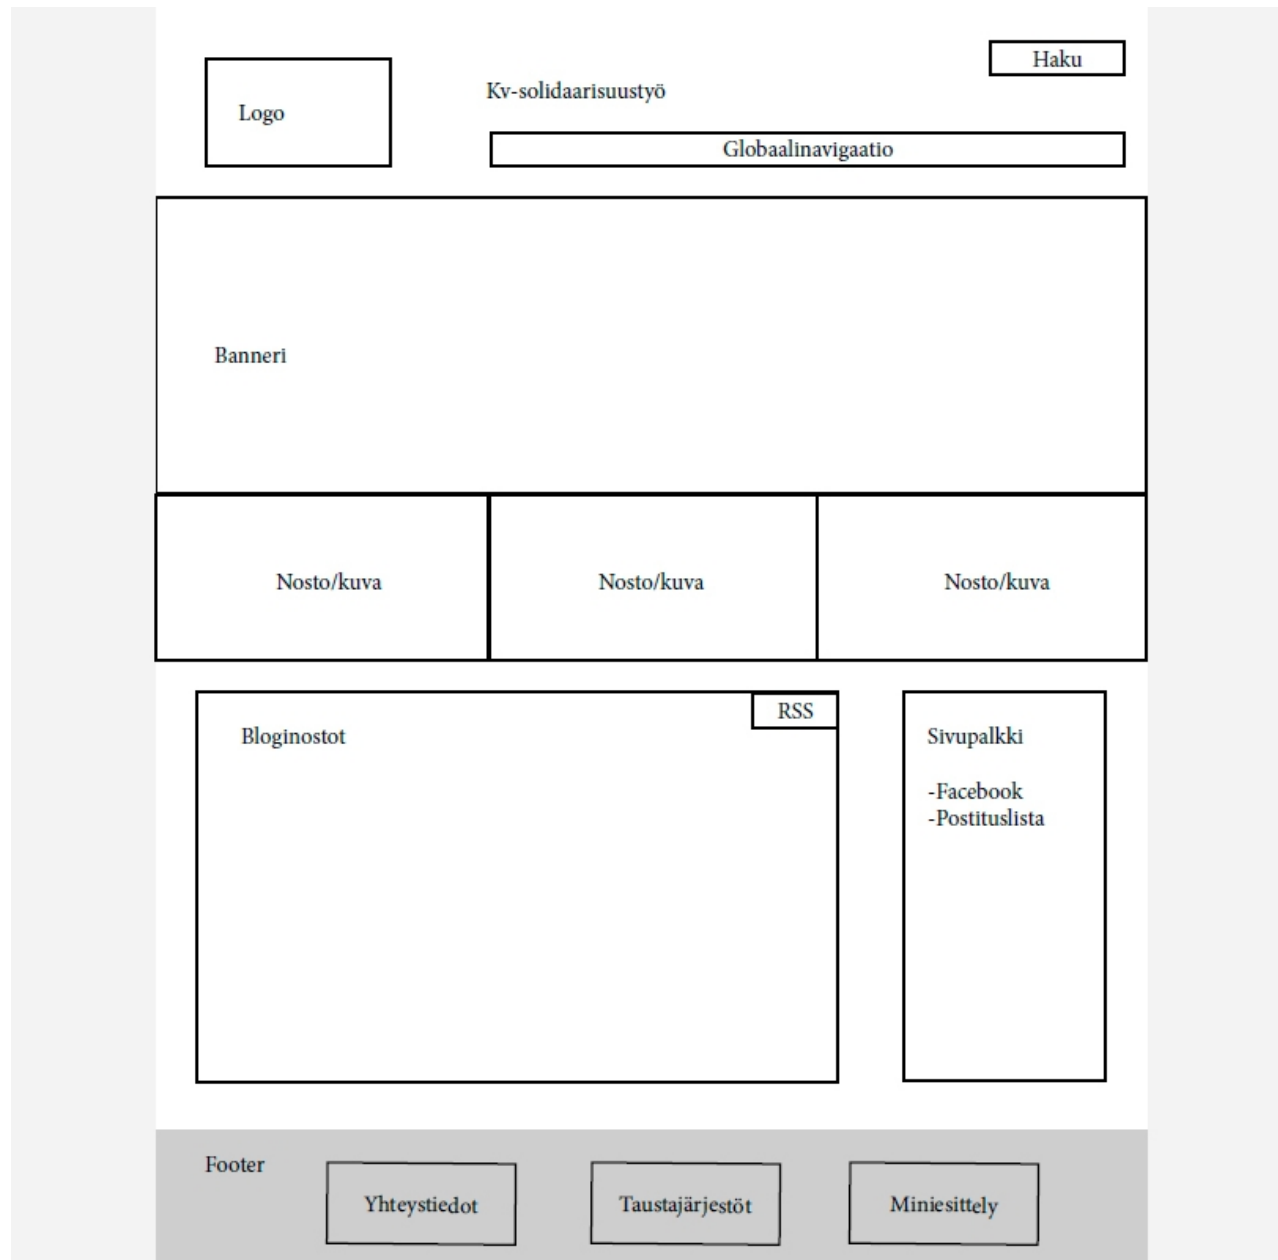 Haku
Logo
Kv-solidaarisuustyö
Globaalinavigaatio
Banneri
Nosto/kuva
Nosto/kuva
Nosto/kuva
Bloginostot
RSS
Sivupalkki
-Facebook
-Postituslista
Footer
Yhteystiedot
Taustajärjestöt
Miniesittely